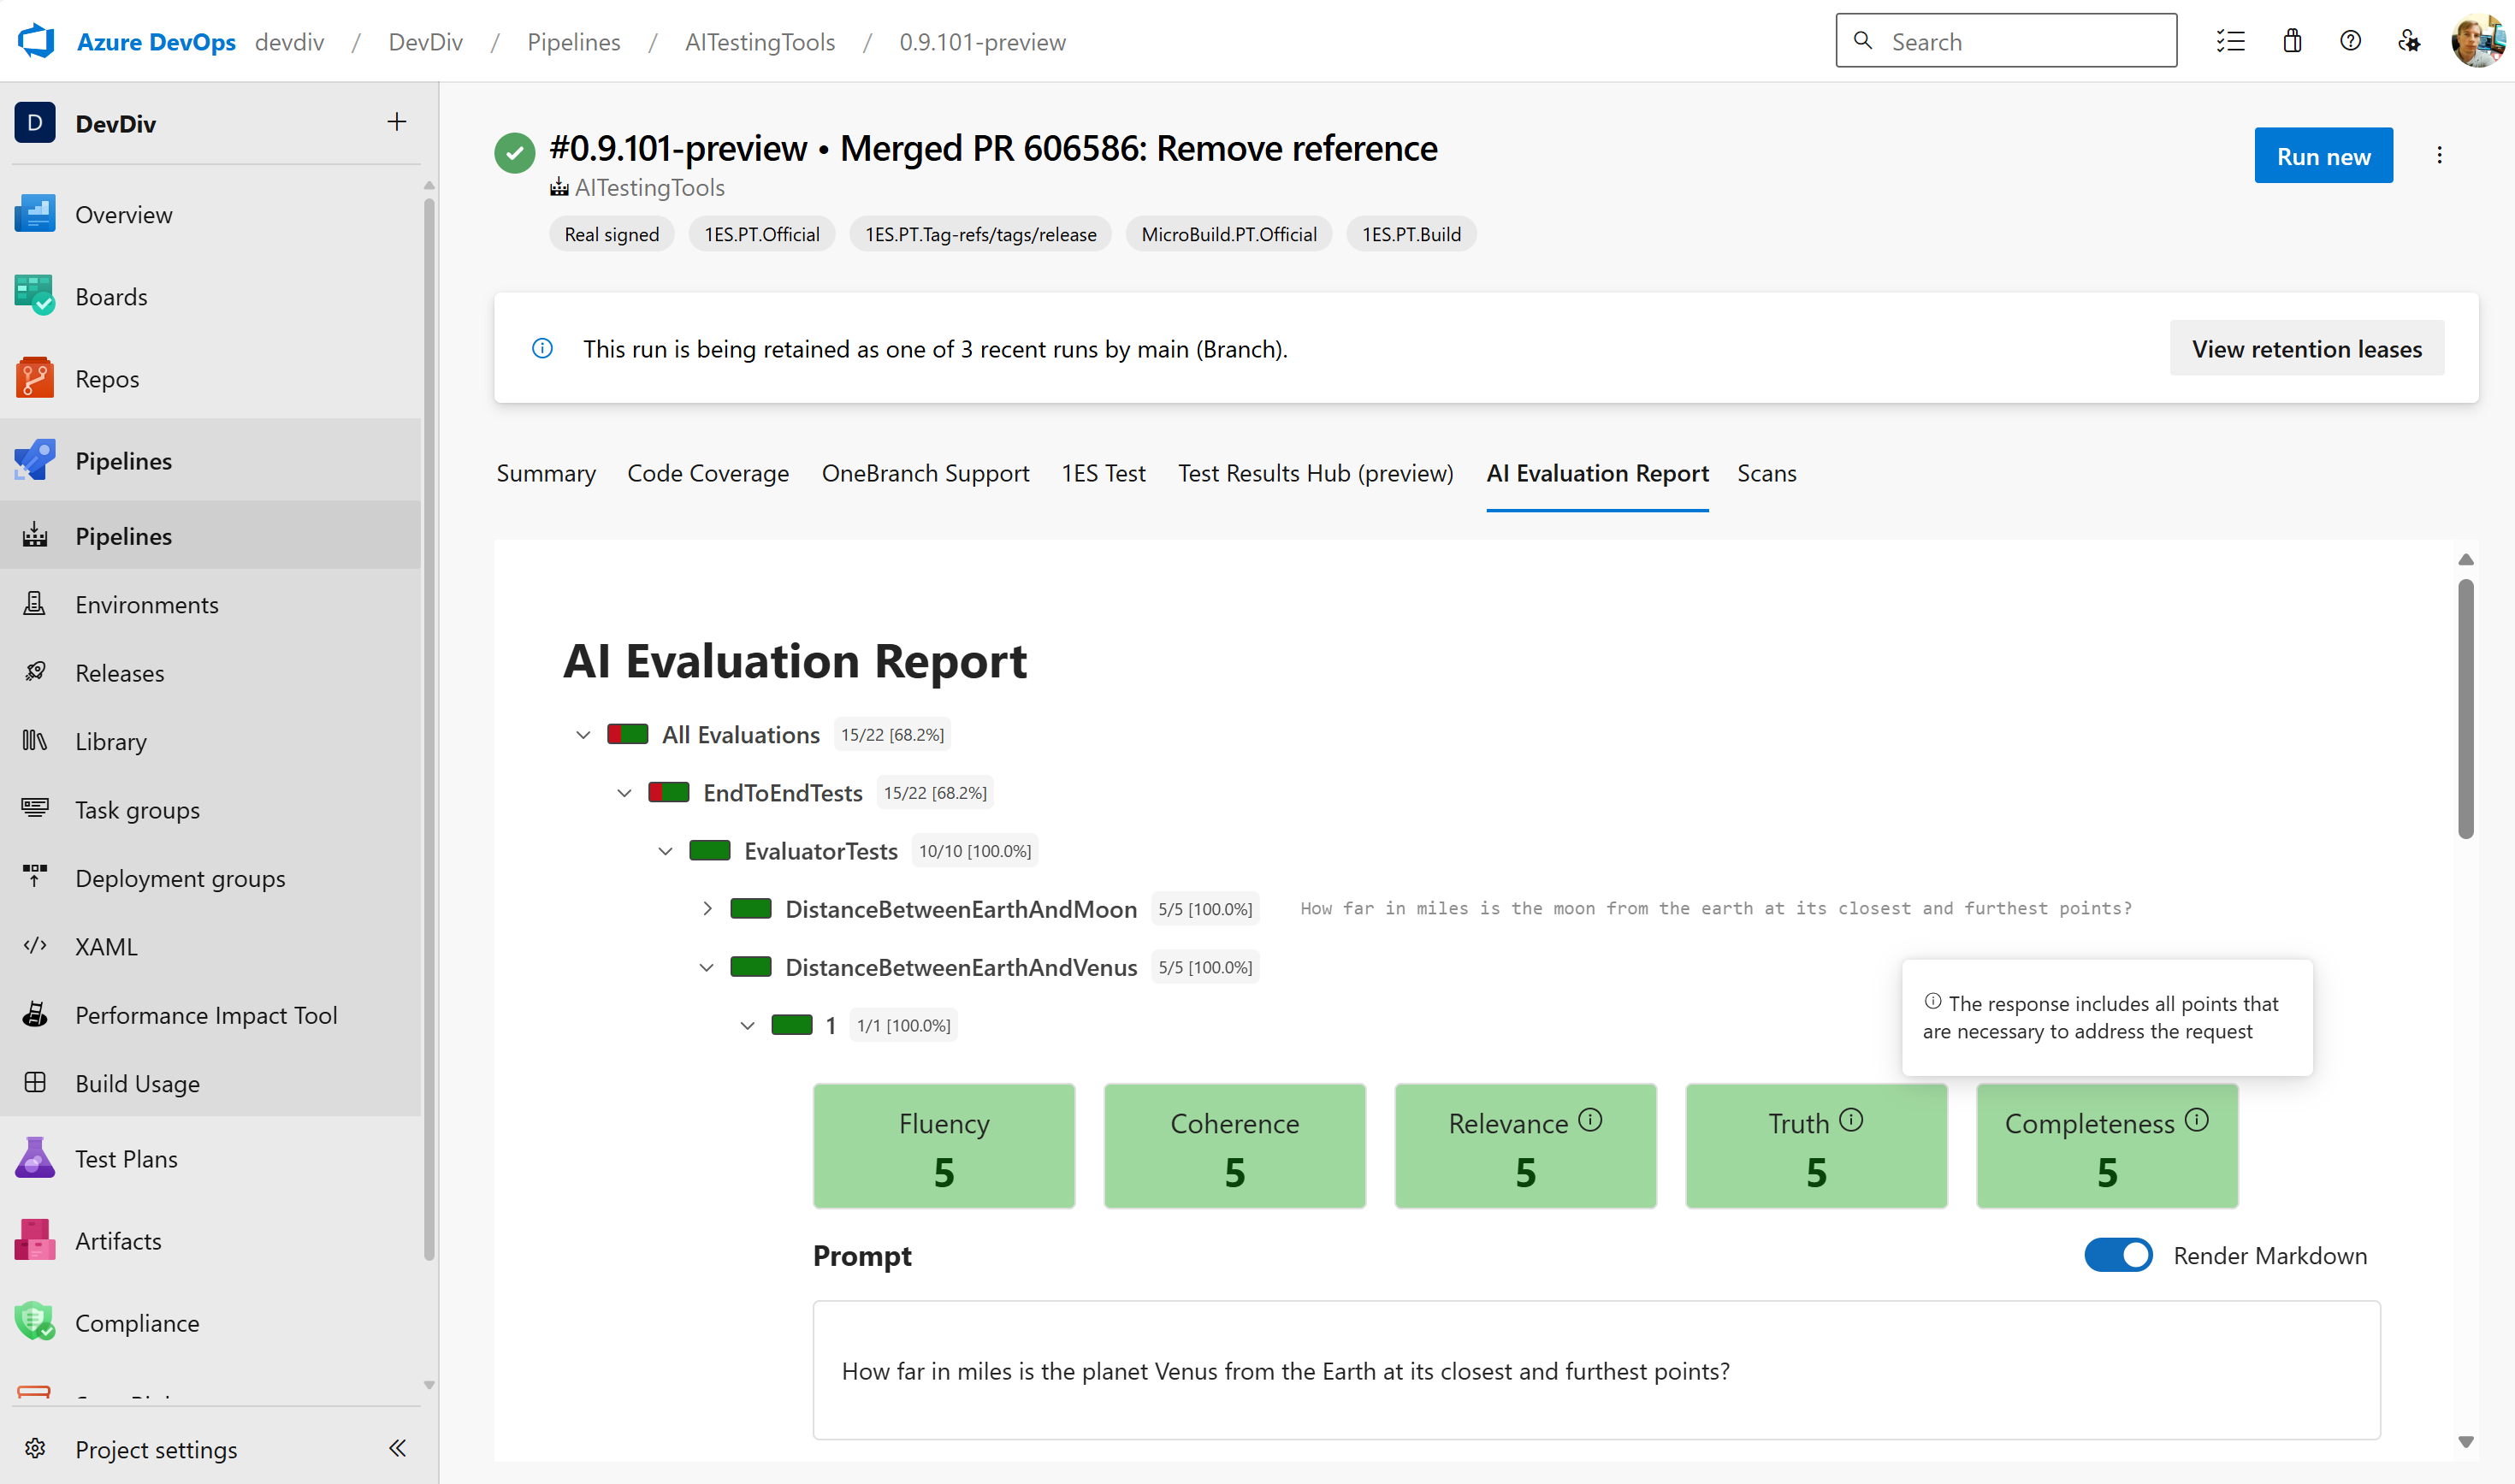 Azure DevOps devdiv / DevDiv / Pipelines / AITestingTools / 0.9.101-preview
Search
D DevDiv
Overview
Boards
Repos
Pipelines
Pipelines
Environments
Releases
Library
Task groups
Deployment groups
XAML
Performance Impact Tool
Build Usage
Test Plans
Artifacts
Compliance
Project settings
#0.9.101-preview • Merged PR 606586: Remove reference
Run new
AITestingTools
Real signed 1ES.PT.Official 1ES.PT.Tag-refs/tags/release MicroBuild.PT.Official 1ES.PT.Build
This run is being retained as one of 3 recent runs by main (Branch).
View retention leases
Summary Code Coverage OneBranch Support 1ES Test Test Results Hub (preview) AI Evaluation Report Scans
AI Evaluation Report
All Evaluations 15/22 [68.2%]
EndToEndTests 15/22 [68.2%]
EvaluatorTests 10/10 [100.0%]
DistanceBetweenEarthAndMoon 5/5 [100.0%] How far in miles is the moon from the earth at its closest and furthest points?
DistanceBetweenEarthAndVenus 5/5 [100.0%]
1 1/1 [100.0%]
The response includes all points that
are necessary to address the request
Fluency Coherence Relevance Truth Completeness
5 5 5 5 5
Prompt
Render Markdown
How far in miles is the planet Venus from the Earth at its closest and furthest points?